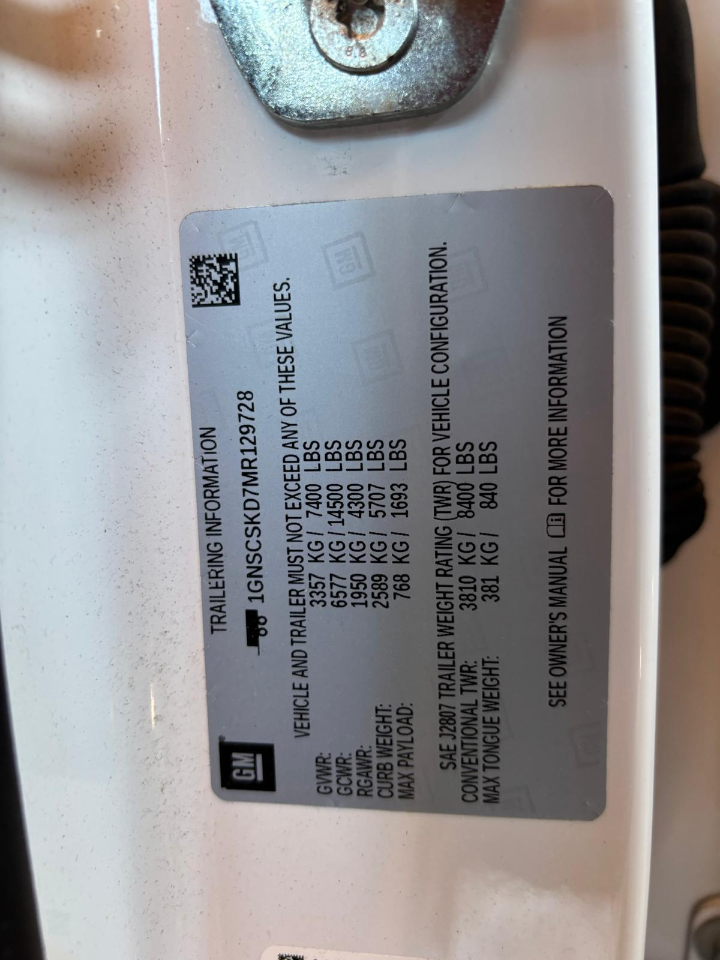 GM
TRAILERING INFORMATION
1GNSCSKD7MR129728
VEHICLE AND TRAILER MUST NOT EXCEED ANY OF THESE VALUES.
GVWR: 3357 KG / 7400 LBS
GCWR: 6577 KG / 14500 LBS
RGAWR: 1950 KG / 4300 LBS
CURB WEIGHT: 2589 KG / 5707 LBS
MAX PAYLOAD: 768 KG / 1693 LBS
SAE J2807 TRAILER WEIGHT RATING (TWR) FOR VEHICLE CONFIGURATION.
CONVENTIONAL TWR: 3810 KG / 8400 LBS
MAX TONGUE WEIGHT: 381 KG / 840 LBS
SEE OWNER'S MANUAL FOR MORE INFORMATION